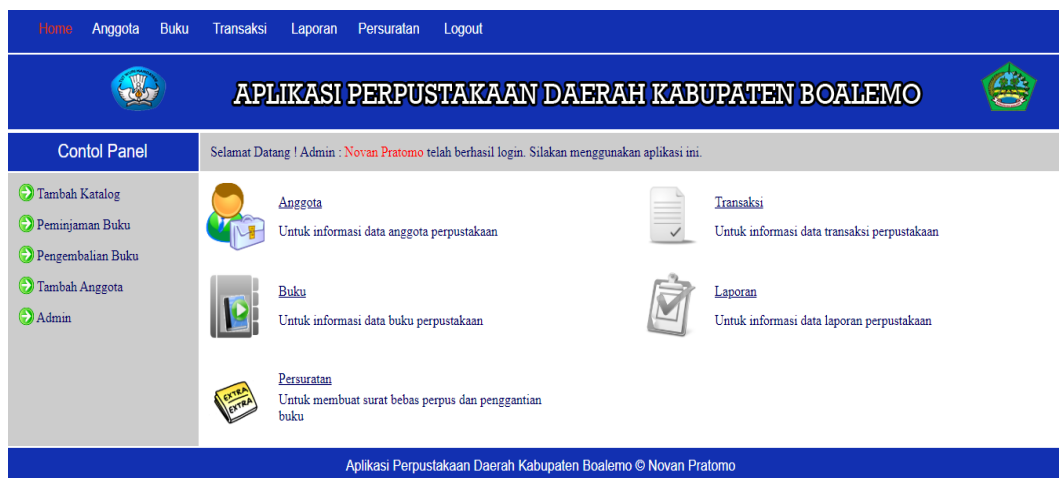 Home Anggota Buku Transaksi Laporan Persuratan Logout
APLIKASI PERPUSTAKAAN DAERAH KABUPATEN BOALEMO
Contol Panel
Selamat Datang ! Admin : Novan Pratomo telah berhasil login. Silakan menggunakan aplikasi ini.
Tambah Katalog
Peminjaman Buku
Pengembalian Buku
Tambah Anggota
Admin
Anggota
Untuk informasi data anggota perpustakaan
Transaksi
Untuk informasi data transaksi perpustakaan
Buku
Untuk informasi data buku perpustakaan
Laporan
Untuk informasi data laporan perpustakaan
EXTRA
EXTRA
Persuratan
Untuk membuat surat bebas perpus dan penggantian
buku
Aplikasi Perpustakaan Daerah Kabupaten Boalemo © Novan Pratomo